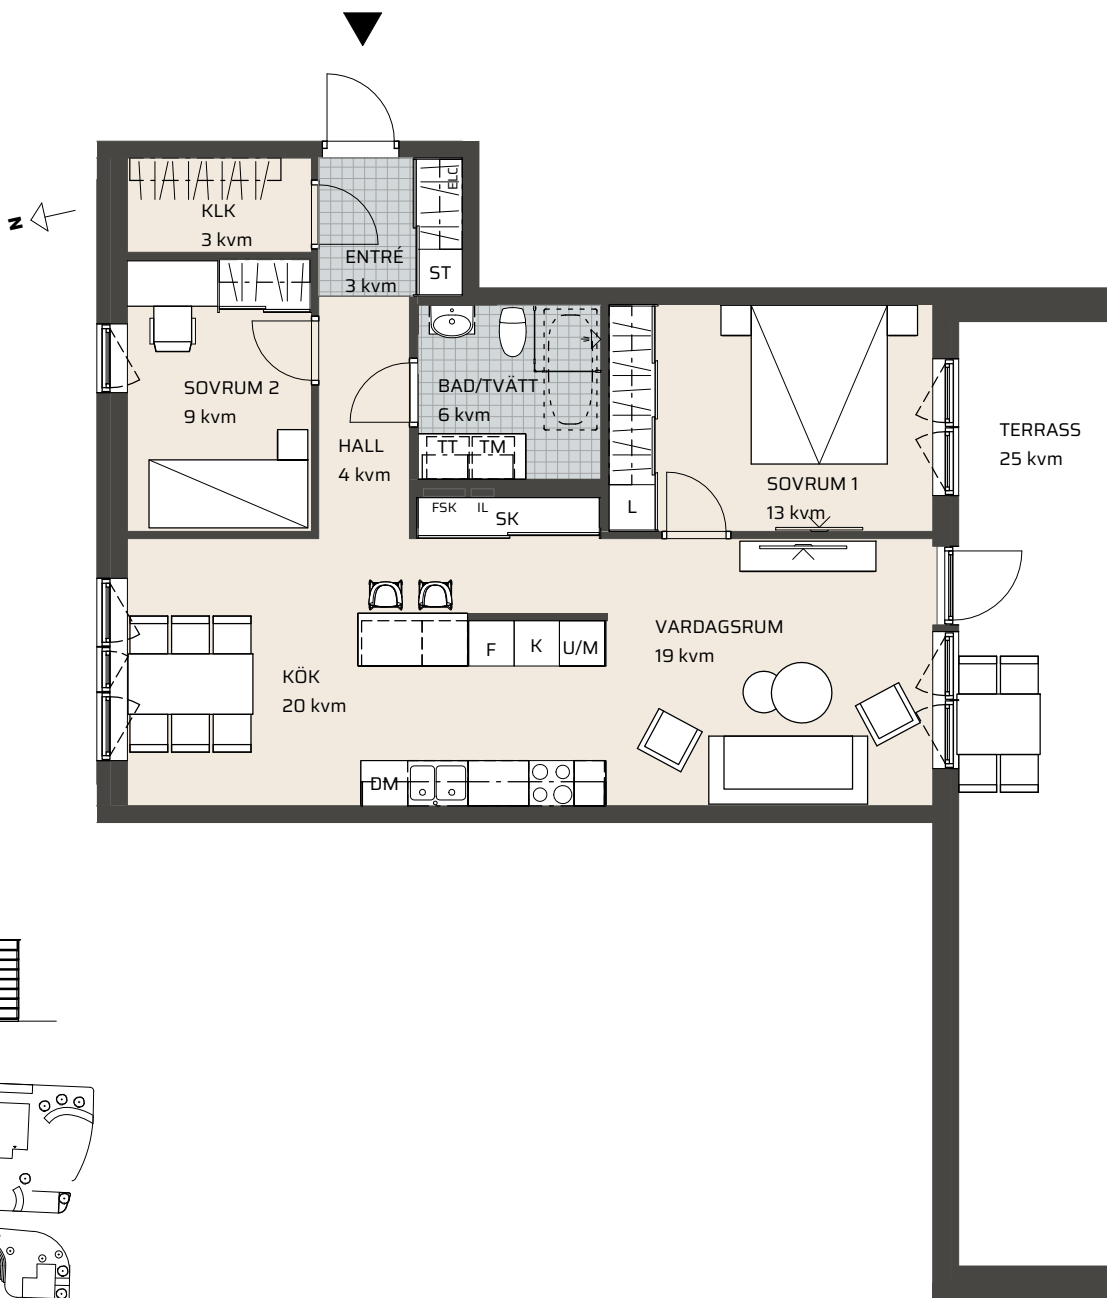 N
KLK
3 kvm
ELC
ENTRÉ
3 kvm
ST
SOVRUM 2
9 kvm
BAD/TVÄTT
6 kvm
HALL
4 kvm
TT
TM
FSK
IL
SK
L
SOVRUM 1
13 kvm
TERRASS
25 kvm
KÖK
20 kvm
F
K
U/M
VARDAGSRUM
19 kvm
DM